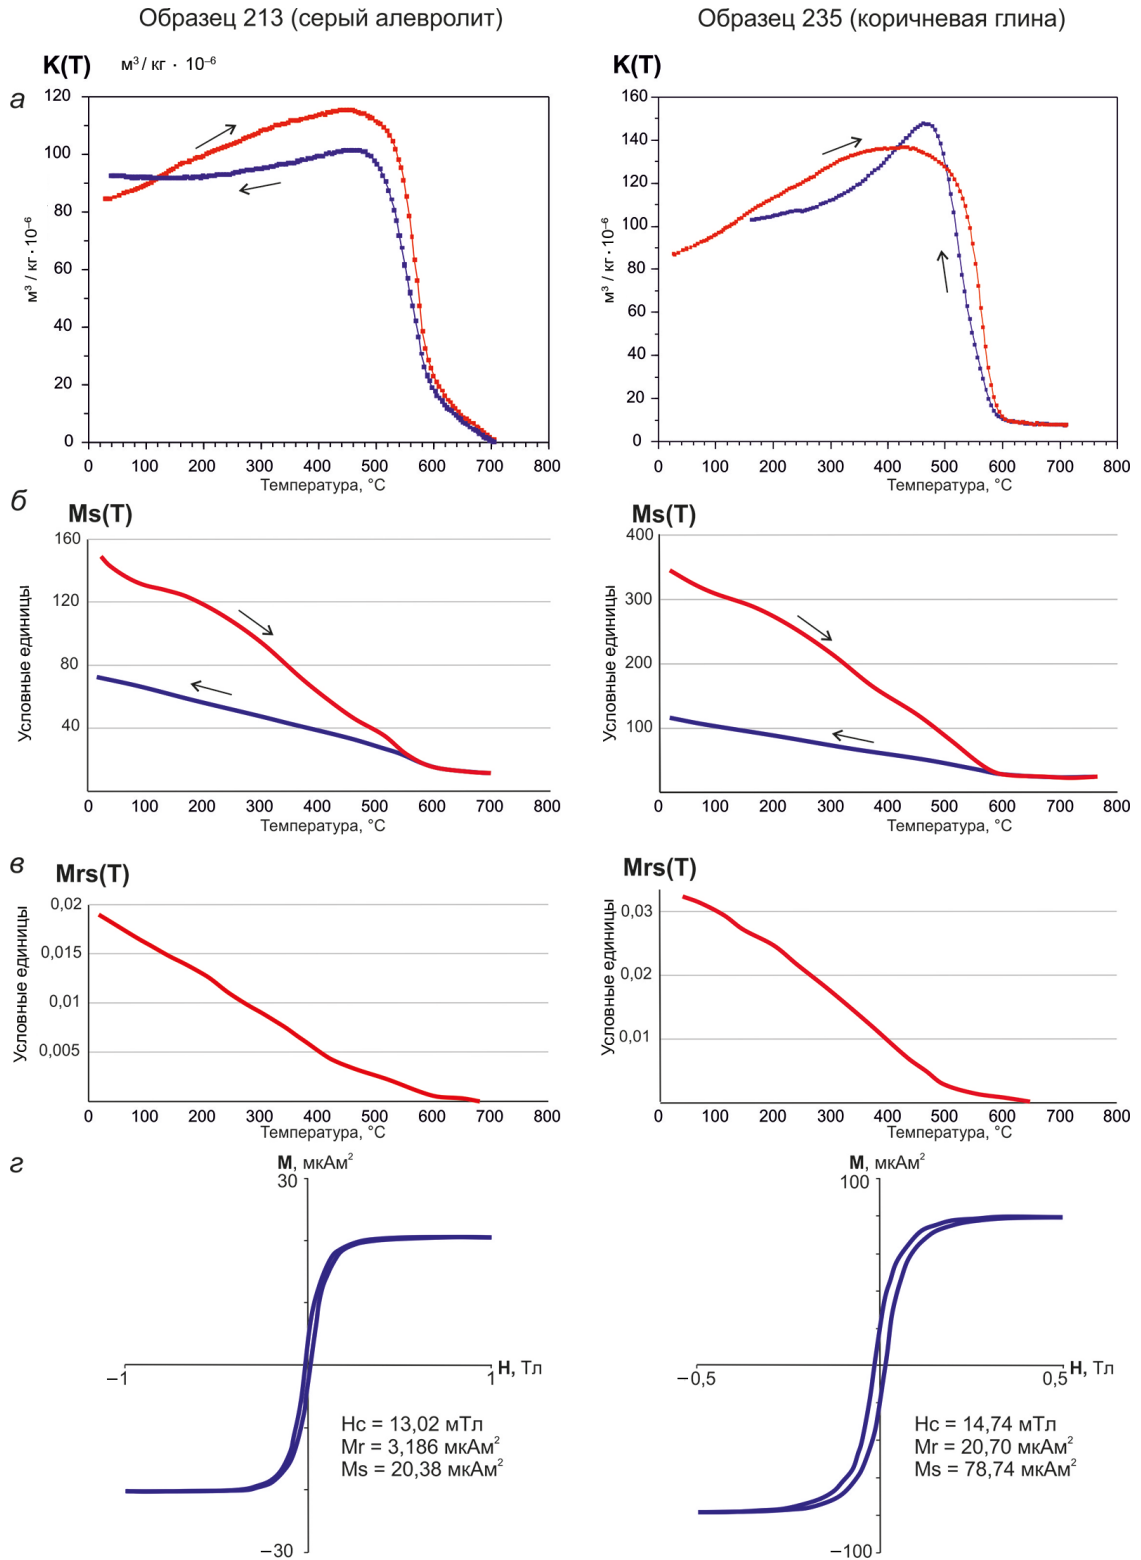 Образец 213 (серый алевролит)
Образец 235 (коричневая глина)
а
K(T) м³ / кг · 10⁻⁶
120
100
80
60
40
20
0
м³ / кг · 10⁻⁶
0 100 200 300 400 500 600 700 800
Температура, °C
K(T)
160
140
120
100
80
60
40
20
0
м³ / кг · 10⁻⁶
0 100 200 300 400 500 600 700 800
Температура, °C
б
Ms(T)
160
120
80
40
Условные единицы
0 100 200 300 400 500 600 700 800
Температура, °C
Ms(T)
400
300
200
100
Условные единицы
0 100 200 300 400 500 600 700 800
Температура, °C
в
Mrs(T)
0,02
0,015
0,01
0,005
Условные единицы
0 100 200 300 400 500 600 700 800
Температура, °C
Mrs(T)
0,03
0,02
0,01
Условные единицы
0 100 200 300 400 500 600 700 800
Температура, °C
г
M, мкАм²
30
−1
1
H, Тл
Hc = 13,02 мТл
Mr = 3,186 мкАм²
Ms = 20,38 мкАм²
−30
M, мкАм²
100
−0,5
0,5
H, Тл
Hc = 14,74 мТл
Mr = 20,70 мкАм²
Ms = 78,74 мкАм²
−100